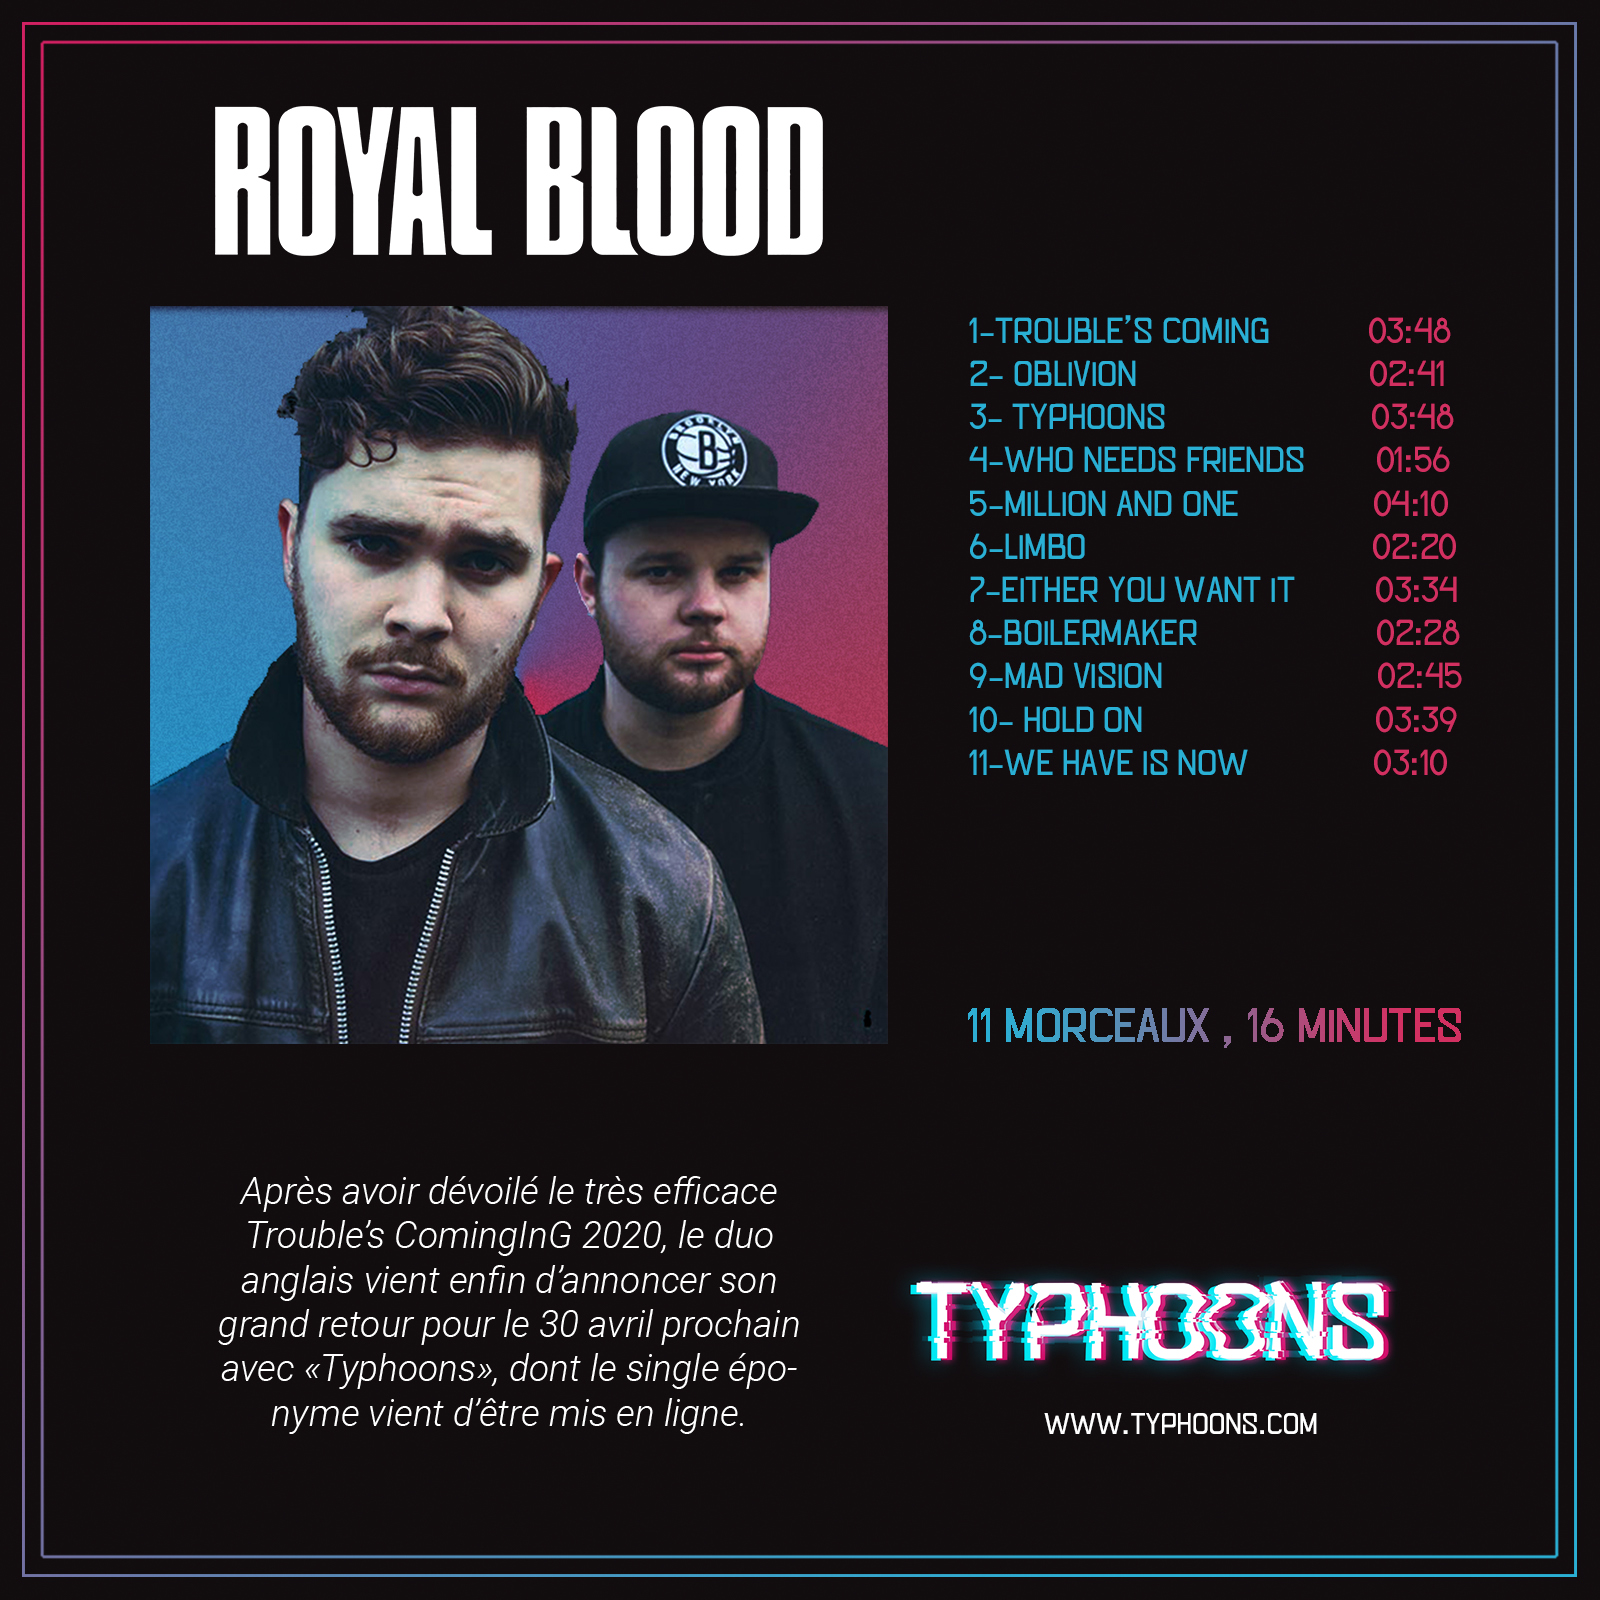 ROYAL BLOOD
BROOKLYN
B
NEW YORK
1-TROUBLE'S COMING 03:48
2- OBLIVION 02:41
3- TYPHOONS 03:48
4-WHO NEEDS FRIENDS 01:56
5-MILLION AND ONE 04:10
6-LIMBO 02:20
7-EITHER YOU WANT IT 03:34
8-BOILERMAKER 02:28
9-MAD VISION 02:45
10- HOLD ON 03:39
11-WE HAVE IS NOW 03:10
11 MORCEAUX , 16 MINUTES
Après avoir dévoilé le très efficace
Trouble's ComingInG 2020, le duo
anglais vient enfin d'annoncer son
grand retour pour le 30 avril prochain
avec «Typhoons», dont le single épo-
nyme vient d'être mis en ligne.
TYPHOONS
WWW.TYPHOONS.COM